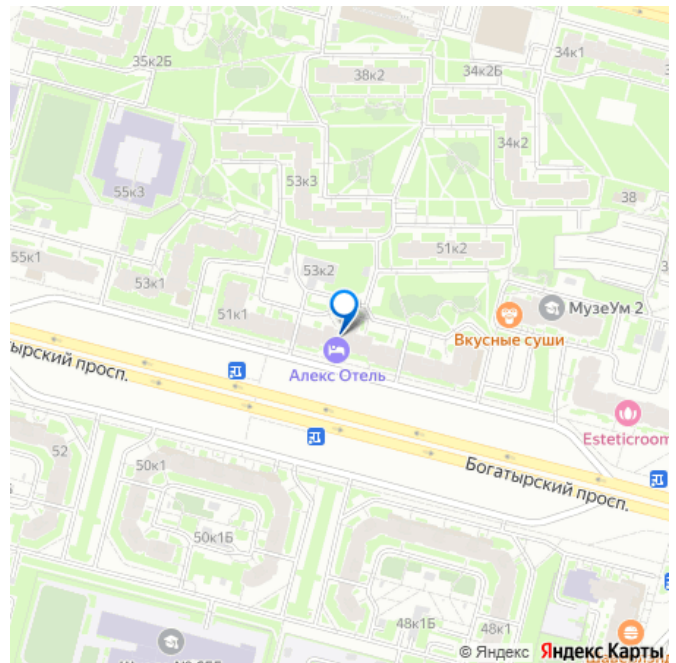 34к1
35к2Б
38к2
34к2Б
34к2
55к3
53к3
38
51к2
55к1
53к2
53к1
51к1
МузеУм 2
Вкусные суши
Алекс Отель
тырский просп.
Esteticroom
52
50к1
Богатырский просп.
50к1Б
48к1Б
48к1
© Яндекс Яндекс Карты